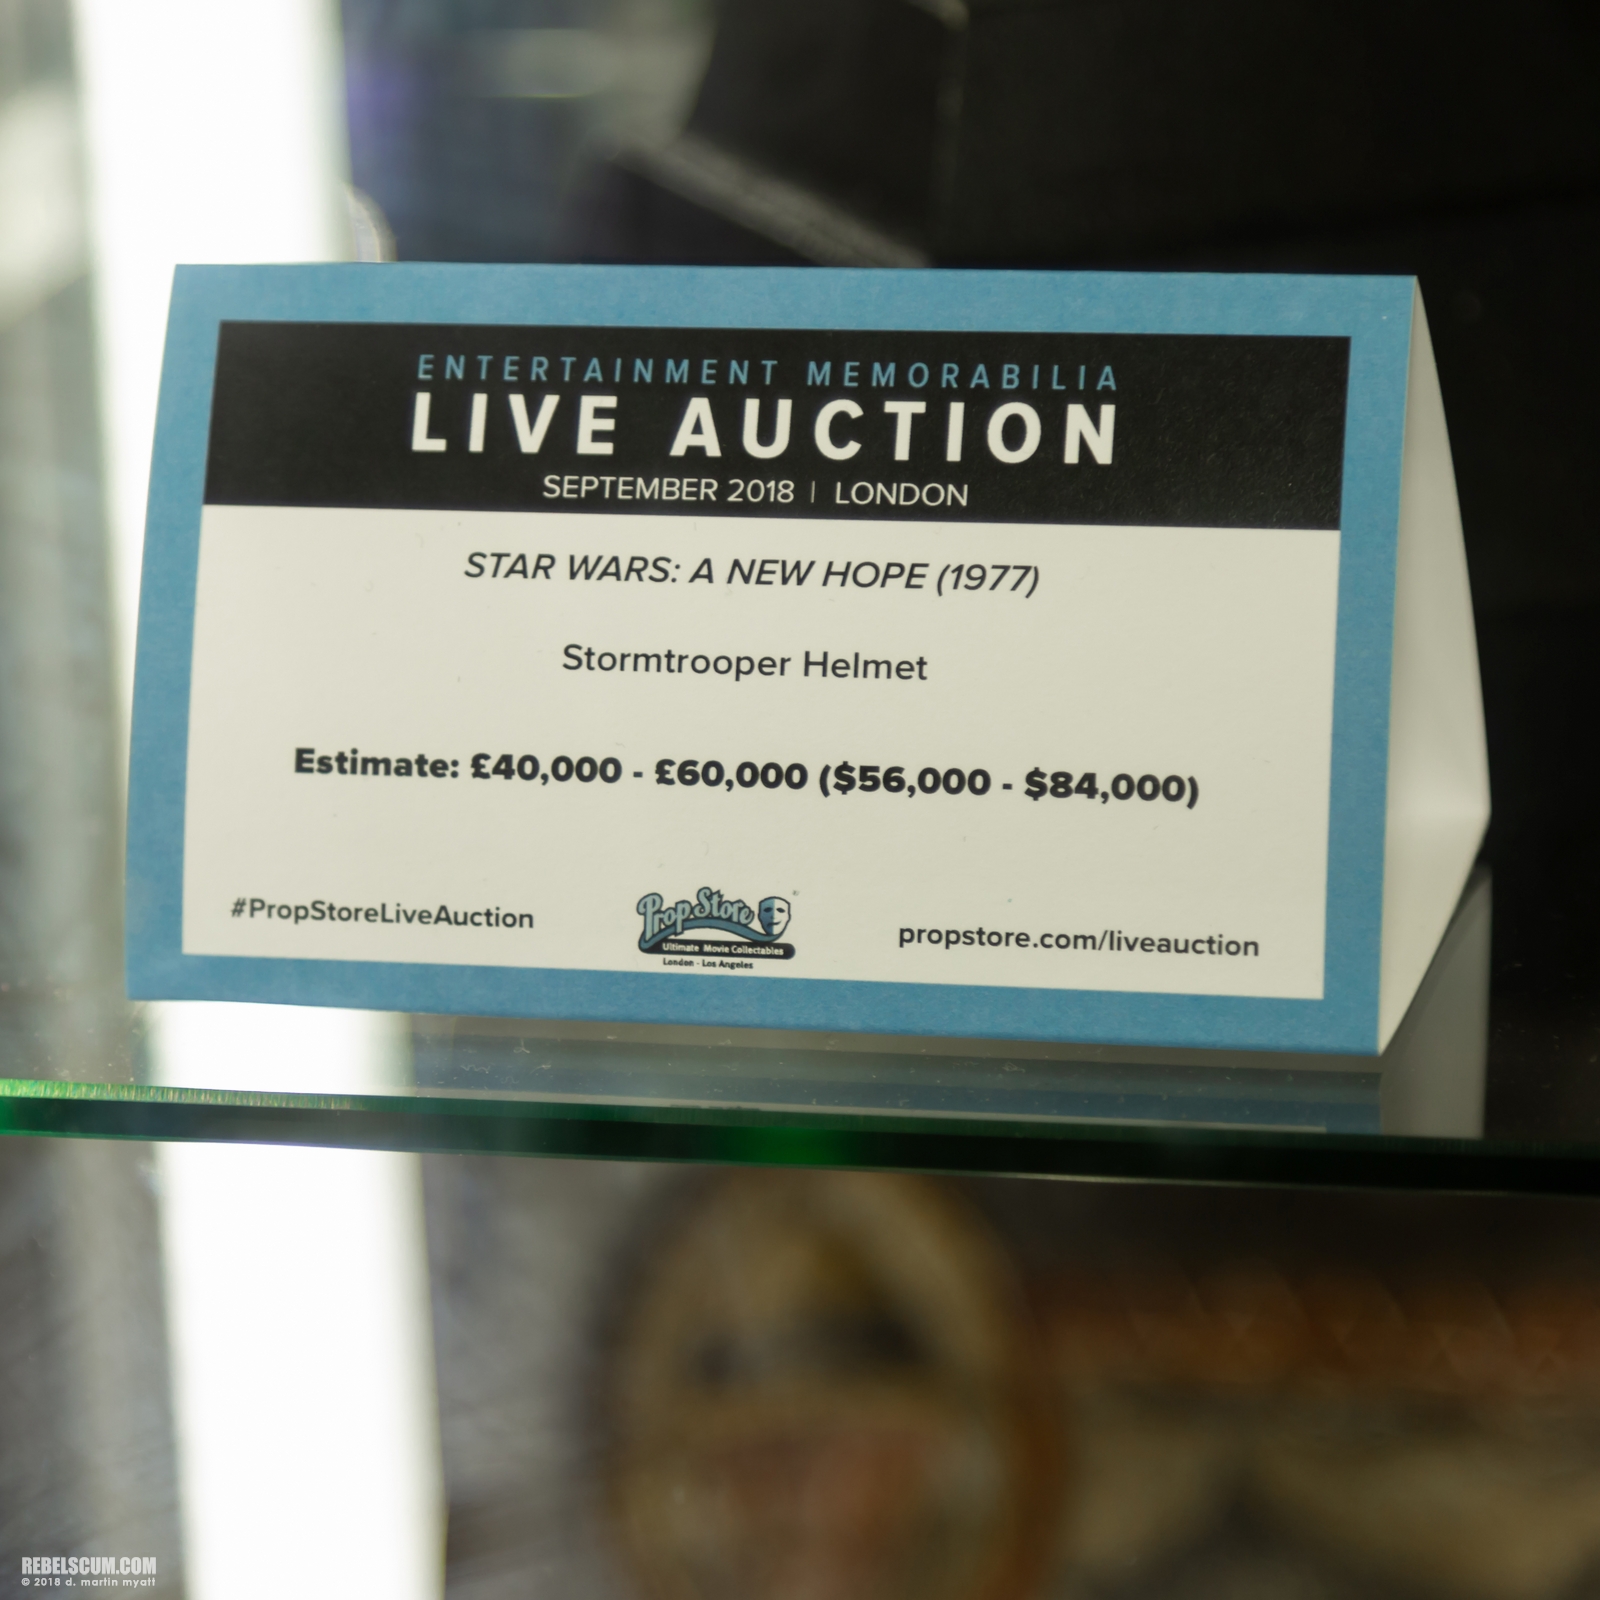 ENTERTAINMENT MEMORABILIA
LIVE AUCTION
SEPTEMBER 2018 | LONDON
STAR WARS: A NEW HOPE (1977)
Stormtrooper Helmet
Estimate: £40,000 - £60,000 ($56,000 - $84,000)
#PropStoreLiveAuction
Prop Store
Ultimate Movie Collectables
London - Los Angeles
propstore.com/liveauction
REBELSCUM.COM
© 2018 d. martin myatt